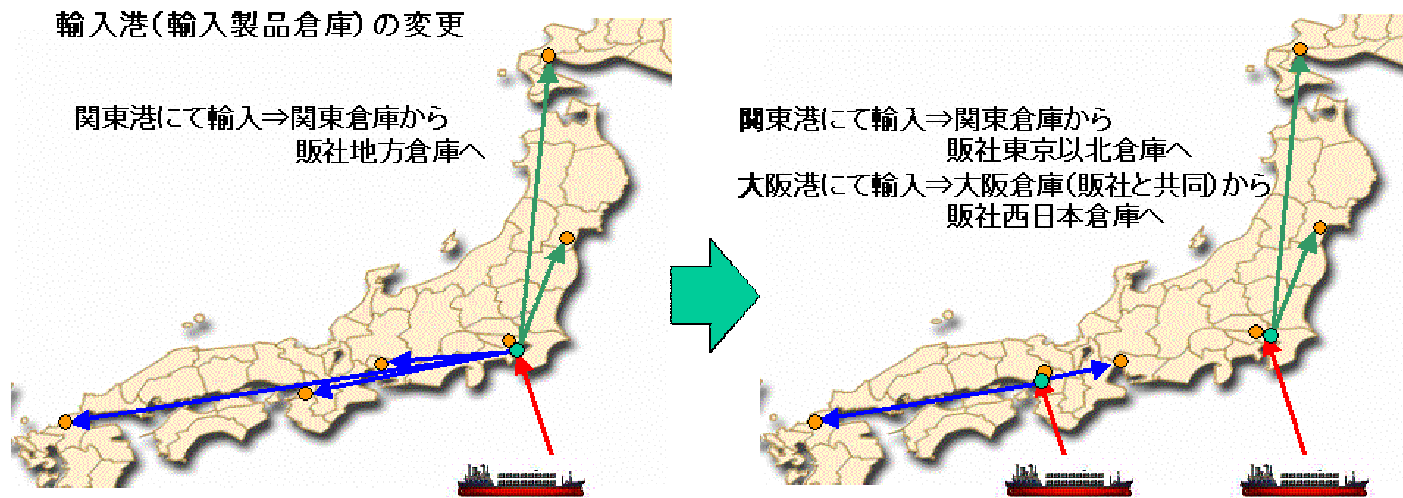 輸入港(輸入製品倉庫)の変更
関東港にて輸入⇒関東倉庫から
販社地方倉庫へ
関東港にて輸入⇒関東倉庫から
販社東京以北倉庫へ
大阪港にて輸入⇒大阪倉庫(販社と共同)から
販社西日本倉庫へ